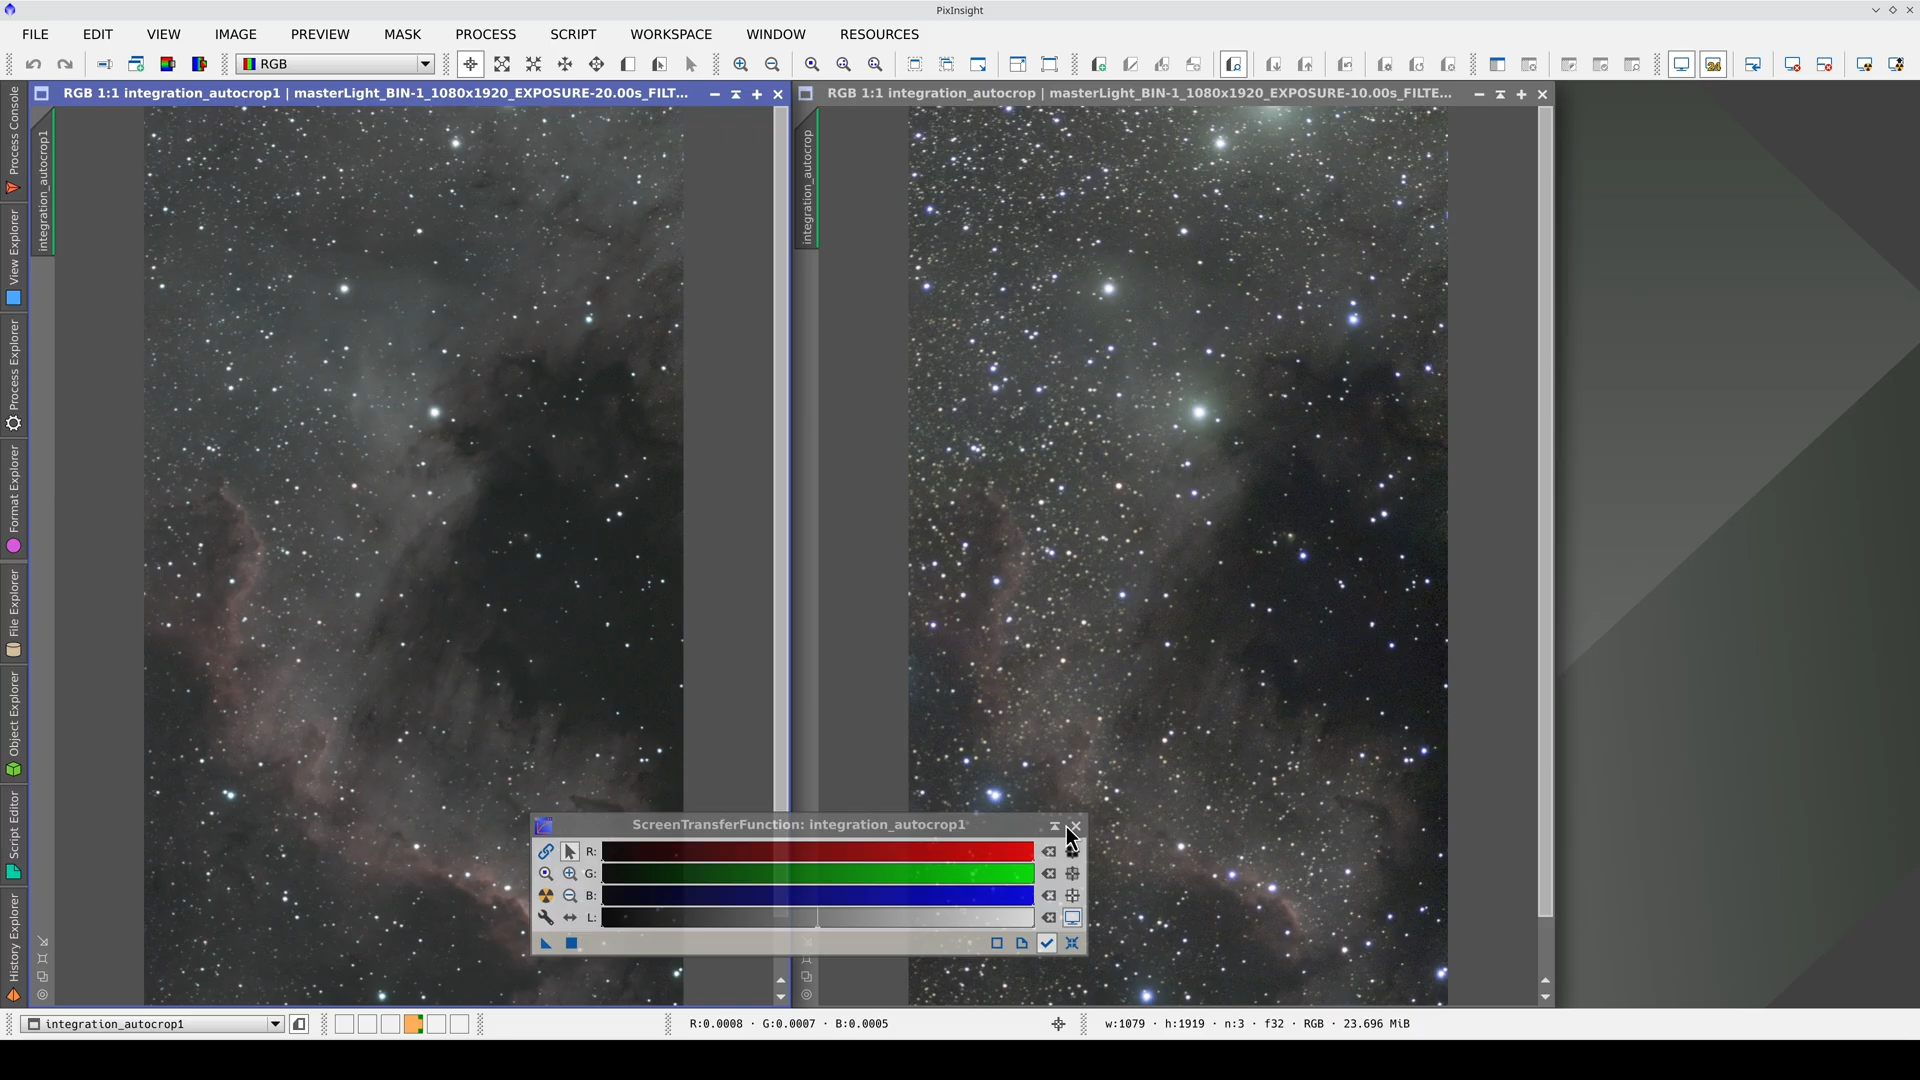 PixInsight
FILE EDIT VIEW IMAGE PREVIEW MASK PROCESS SCRIPT WORKSPACE WINDOW RESOURCES
RGB
24
RGB 1:1 integration_autocrop1 | masterLight_BIN-1_1080x1920_EXPOSURE-20.00s_FILT...
RGB 1:1 integration_autocrop | masterLight_BIN-1_1080x1920_EXPOSURE-10.00s_FILTE...
Process Console
View Explorer
Process Explorer
Format Explorer
File Explorer
Object Explorer
Script Editor
History Explorer
integration_autocrop1
integration_autocrop
ScreenTransferFunction: integration_autocrop1
R:
G:
B:
L:
integration_autocrop1
R:0.0008 · G:0.0007 · B:0.0005
w:1079 · h:1919 · n:3 · f32 · RGB · 23.696 MiB